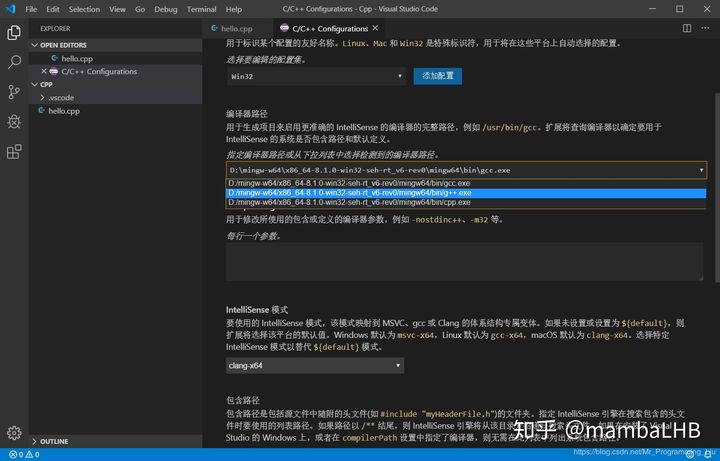 File Edit Selection View Go Debug Terminal Help
C/C++ Configurations - Cpp - Visual Studio Code
EXPLORER
OPEN EDITORS
hello.cpp
C/C++ Configurations
CPP
.vscode
hello.cpp
OUTLINE
hello.cpp
C/C++ Configurations
用于标识某个配置的友好名称。Linux、Mac 和 Win32 是特殊标识符，用于将在这些平台上自动选择的配置。
选择要编辑的配置集。
Win32
添加配置
编译器路径
用于生成项目来启用更准确的 IntelliSense 的编译器的完整路径，例如 /usr/bin/gcc。扩展将查询编译器以确定要用于
IntelliSense 的系统是否包含路径和默认定义。
指定编译器路径或从下拉列表中选择检测到的编译器路径。
D:\mingw-w64\x86_64-8.1.0-win32-seh-rt_v6-rev0\mingw64\bin\gcc.exe
D:/mingw-w64/x86_64-8.1.0-win32-seh-rt_v6-rev0/mingw64/bin/gcc.exe
D:/mingw-w64/x86_64-8.1.0-win32-seh-rt_v6-rev0/mingw64/bin/g++.exe
D:/mingw-w64/x86_64-8.1.0-win32-seh-rt_v6-rev0/mingw64/bin/cpp.exe
用于修改所使用的包含或定义的编译器参数，例如 -nostdinc++、-m32 等。
每行一个参数。
IntelliSense 模式
要使用的 IntelliSense 模式，该模式映射到 MSVC、gcc 或 Clang 的体系结构专属变体。如果未设置或设置为 ${default}，则
扩展将选择该平台的默认值。Windows 默认为 msvc-x64，Linux 默认为 gcc-x64，macOS 默认为 clang-x64。选择特定
IntelliSense 模式以替代 ${default} 模式。
clang-x64
包含路径
包含路径是包括源文件中随附的头文件(如 #include "myHeaderFile.h")的文件夹。指定 IntelliSense 引擎在搜索包含的头文
件时要使用的列表路径。如果路径以 /** 结尾，则 IntelliSense 引擎将从该目录
Studio 的 Windows 上，或者在 compilerPath 设置中指定了编译器，则无需在此列表中列出系统包含路径。
知乎 @mambaLHB
https://blog.csdn.net/Mr_Programming_Liu
0 0